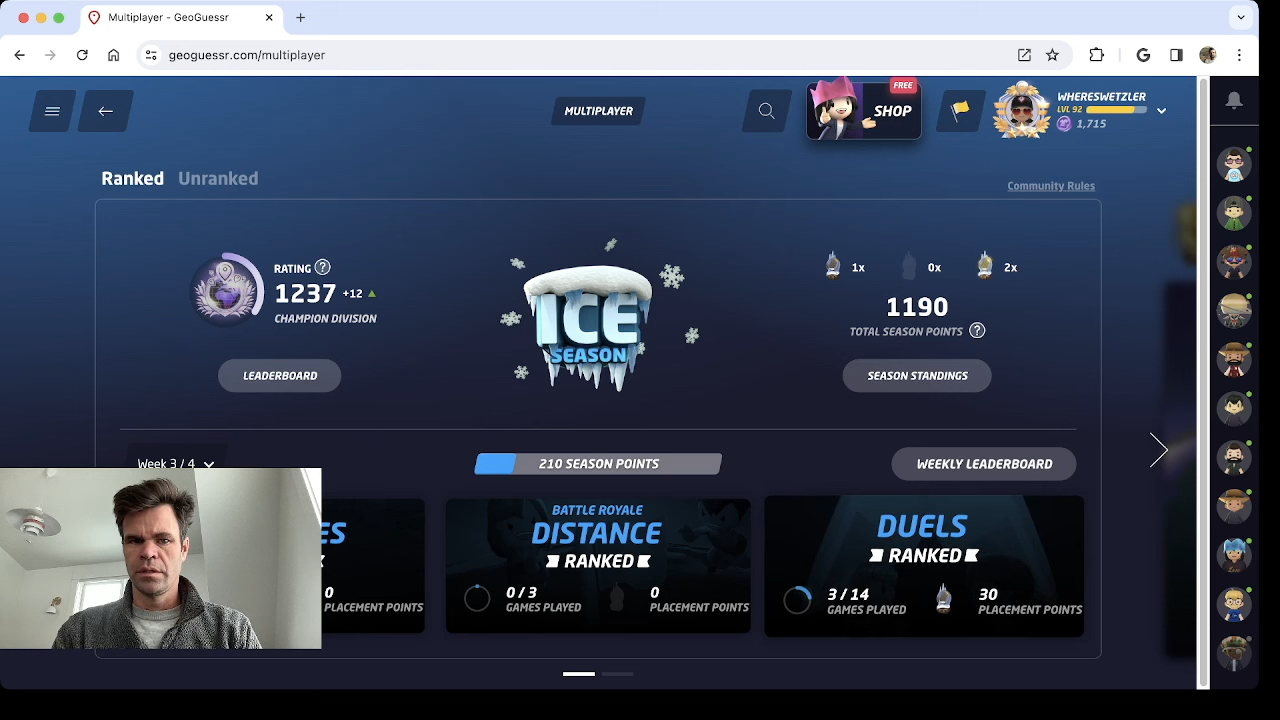 Multiplayer - GeoGuessr
geoguessr.com/multiplayer
MULTIPLAYER
FREE
SHOP
WHERESWETZLER
LVL 92
1,715
Ranked Unranked
Community Rules
RATING ?
1237 +12
CHAMPION DIVISION
LEADERBOARD
ICE
SEASON
1x 0x 2x
1190
TOTAL SEASON POINTS ?
SEASON STANDINGS
Week 3 / 4
210 SEASON POINTS
WEEKLY LEADERBOARD
ES
0
PLACEMENT POINTS
BATTLE ROYALE
DISTANCE
RANKED
0 / 3
GAMES PLAYED
0
PLACEMENT POINTS
DUELS
RANKED
3 / 14
GAMES PLAYED
30
PLACEMENT POINTS